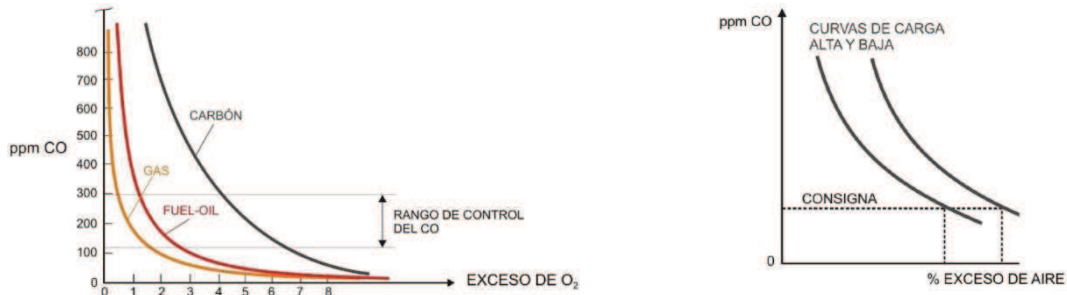 800
700
600
500
ppm CO
400
300
200
100
0
CARBÓN
GAS
FUEL-OIL
RANGO DE CONTROL
DEL CO
0 1 2 3 4 5 6 7 8
EXCESO DE O₂
ppm CO
CURVAS DE CARGA
ALTA Y BAJA
CONSIGNA
0
% EXCESO DE AIRE